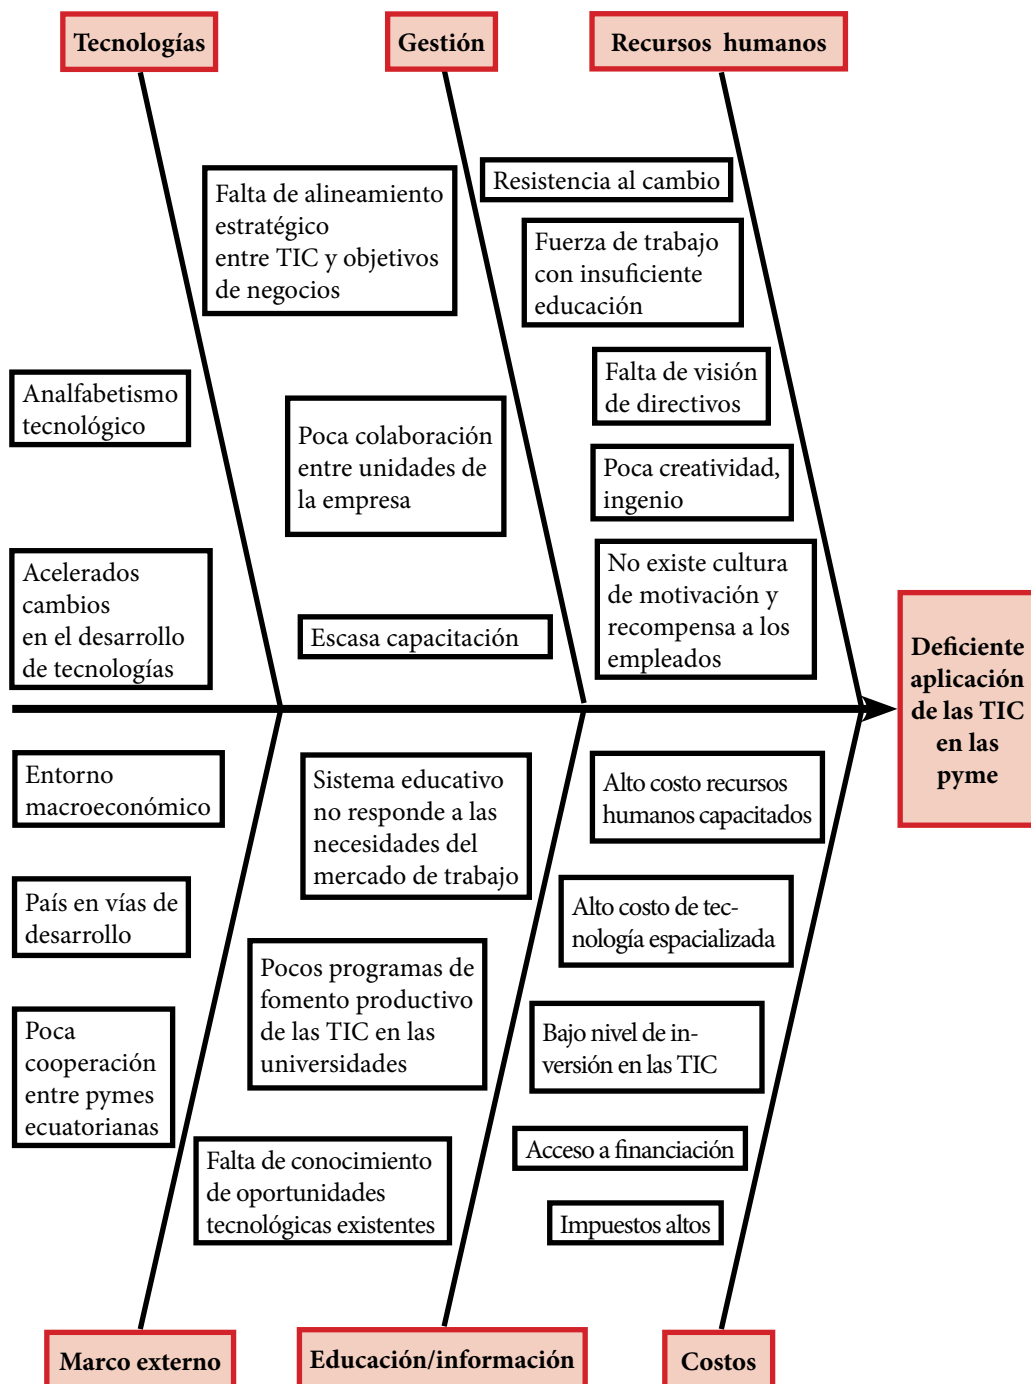 Tecnologías
Gestión
Recursos humanos
Analfabetismo
tecnológico
Acelerados
cambios
en el desarrollo
de tecnologías
Falta de alineamiento
estratégico
entre TIC y objetivos
de negocios
Poca colaboración
entre unidades de
la empresa
Escasa capacitación
Resistencia al cambio
Fuerza de trabajo
con insuficiente
educación
Falta de visión
de directivos
Poca creatividad,
ingenio
No existe cultura
de motivación y
recompensa a los
empleados
Deficiente
aplicación
de las TIC
en las
pyme
Entorno
macroeconómico
País en vías de
desarrollo
Poca
cooperación
entre pymes
ecuatorianas
Sistema educativo
no responde a las
necesidades del
mercado de trabajo
Pocos programas de
fomento productivo
de las TIC en las
universidades
Falta de conocimiento
de oportunidades
tecnológicas existentes
Alto costo recursos
humanos capacitados
Alto costo de tec-
nología espacializada
Bajo nivel de in-
versión en las TIC
Acceso a financiación
Impuestos altos
Marco externo
Educación/información
Costos